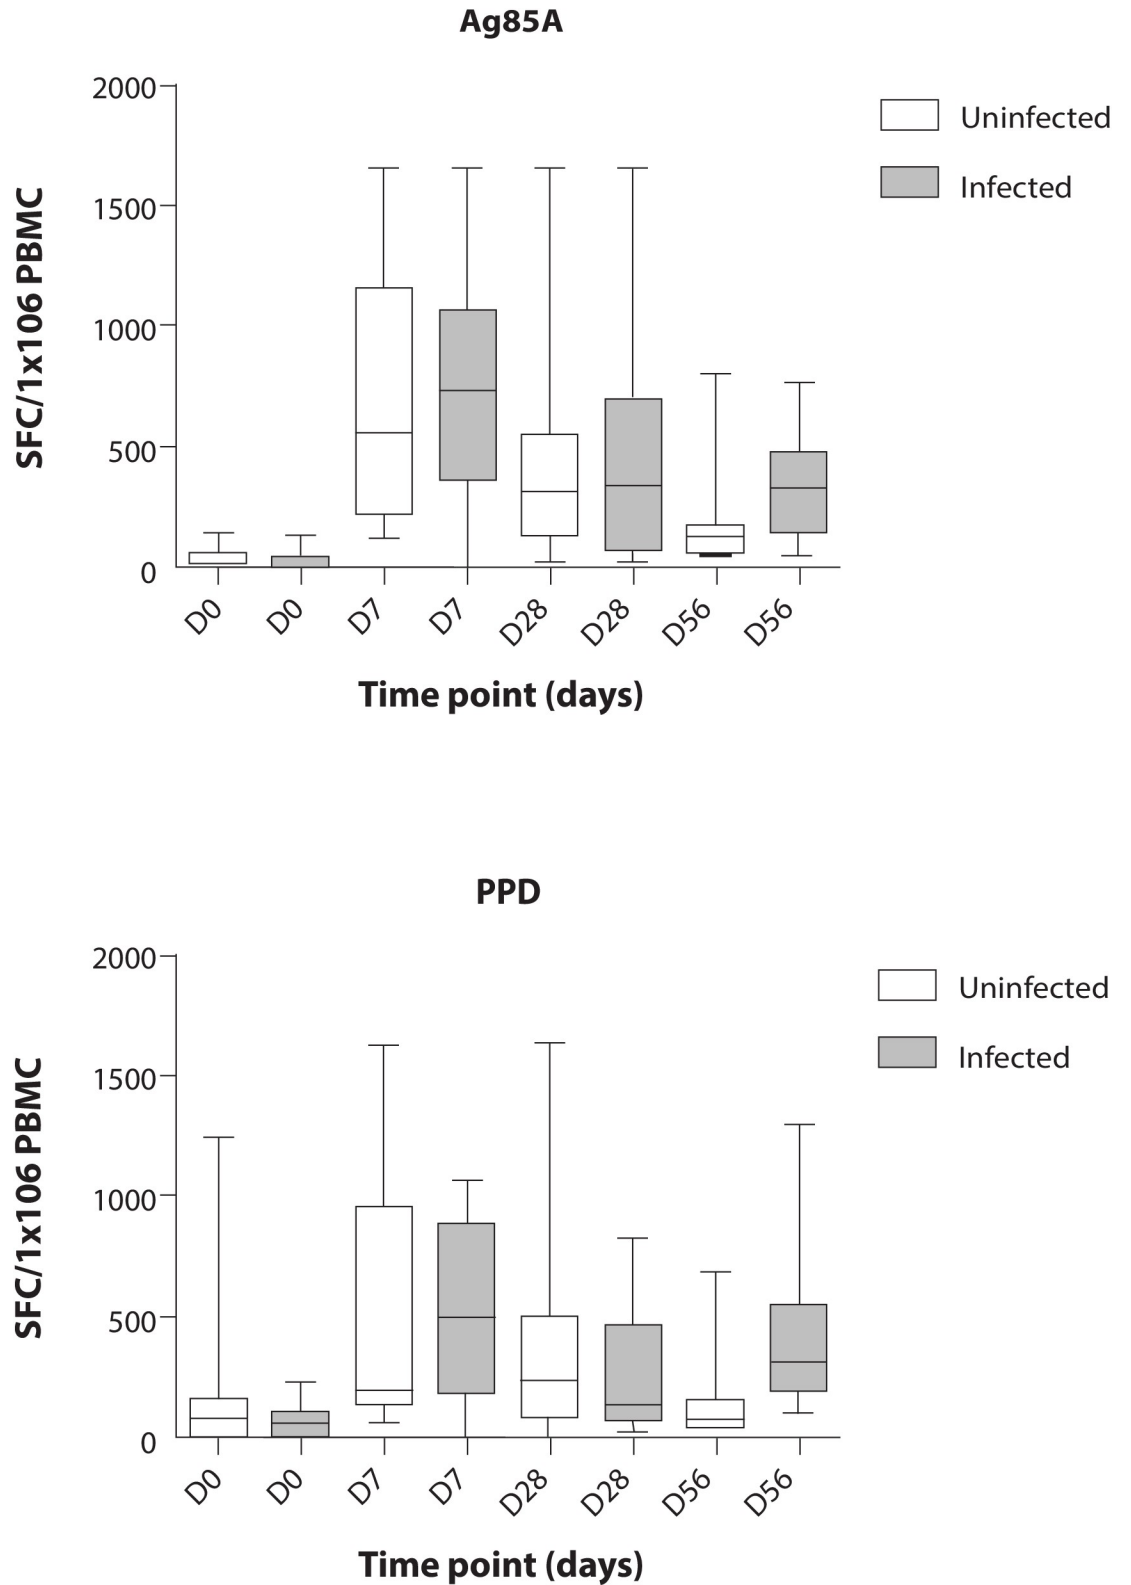 Ag85A
2000
1500
1000
500
0
SFC/1x106 PBMC
Uninfected
Infected
D0 D0 D7 D7 D28 D28 D56 D56
Time point (days)
PPD
2000
1500
1000
500
0
SFC/1x106 PBMC
Uninfected
Infected
D0 D0 D7 D7 D28 D28 D56 D56
Time point (days)